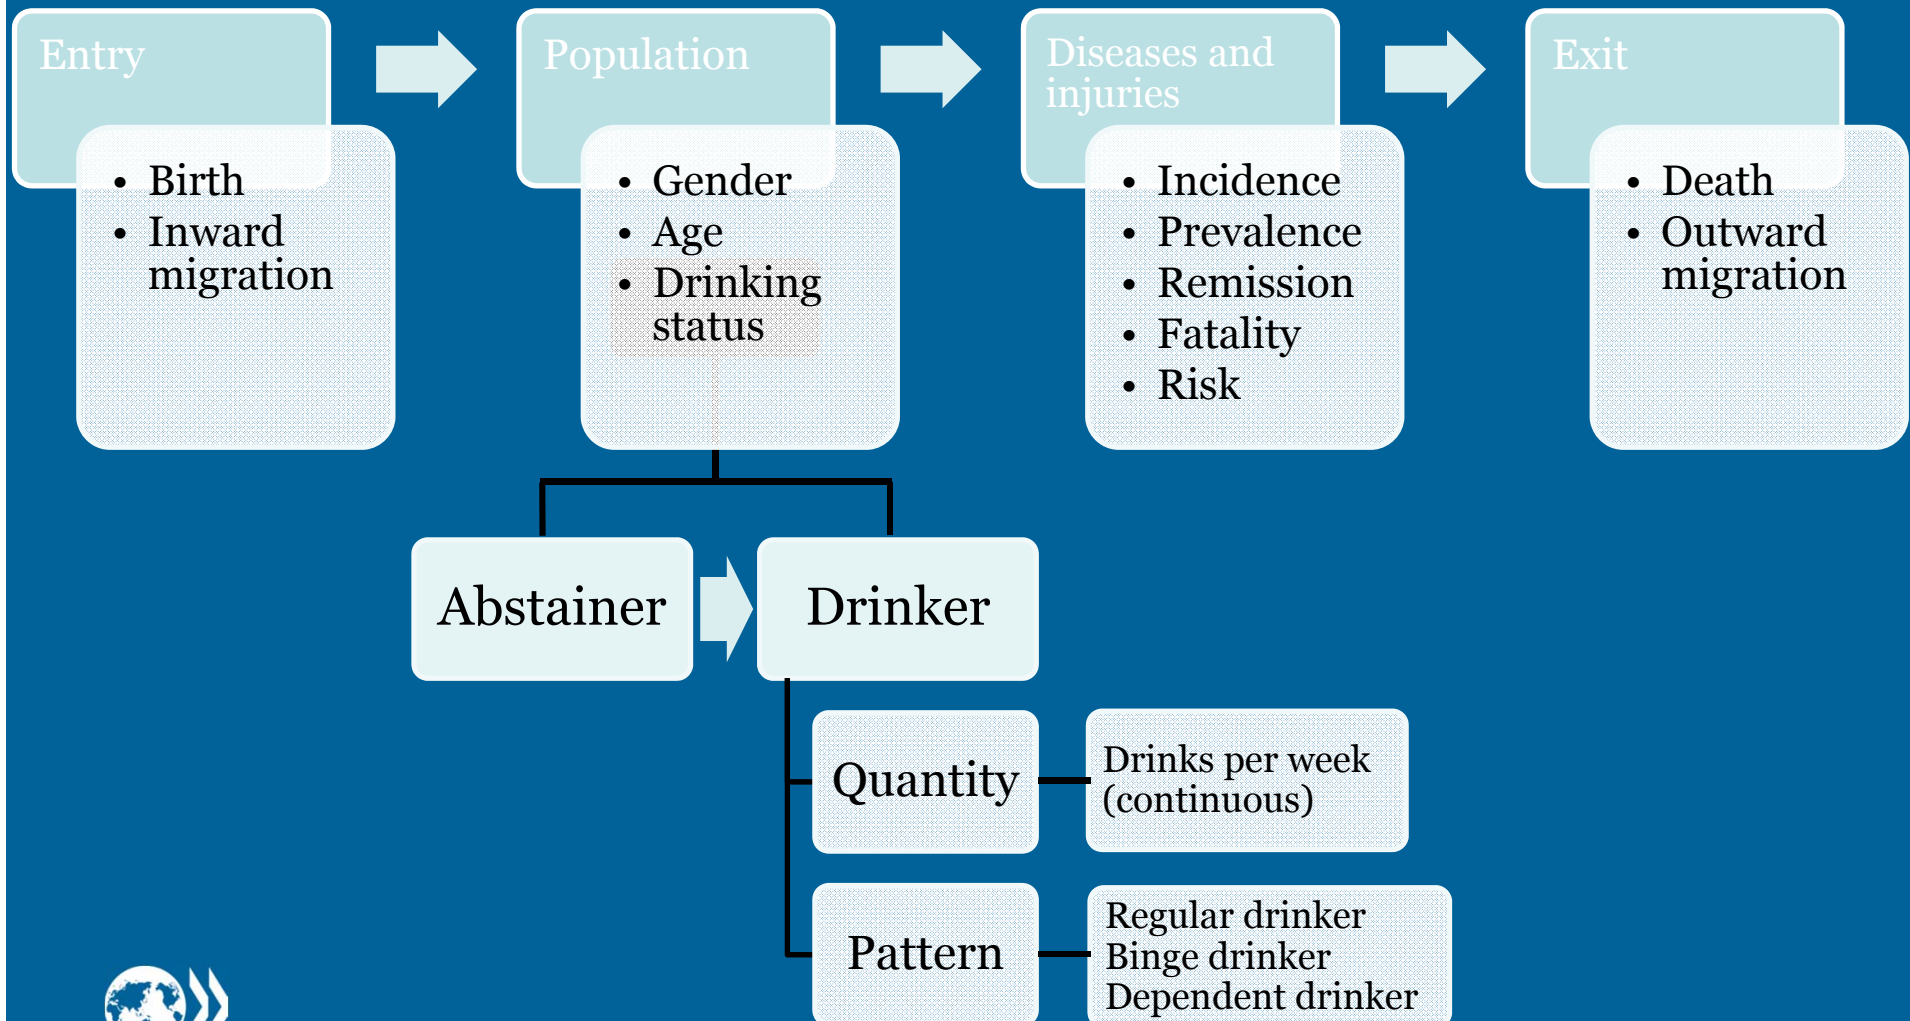 Entry
• Birth
• Inward
migration
Population
• Gender
• Age
• Drinking
status
Diseases and
injuries
• Incidence
• Prevalence
• Remission
• Fatality
• Risk
Exit
• Death
• Outward
migration
Abstainer
Drinker
Quantity
Drinks per week
(continuous)
Pattern
Regular drinker
Binge drinker
Dependent drinker